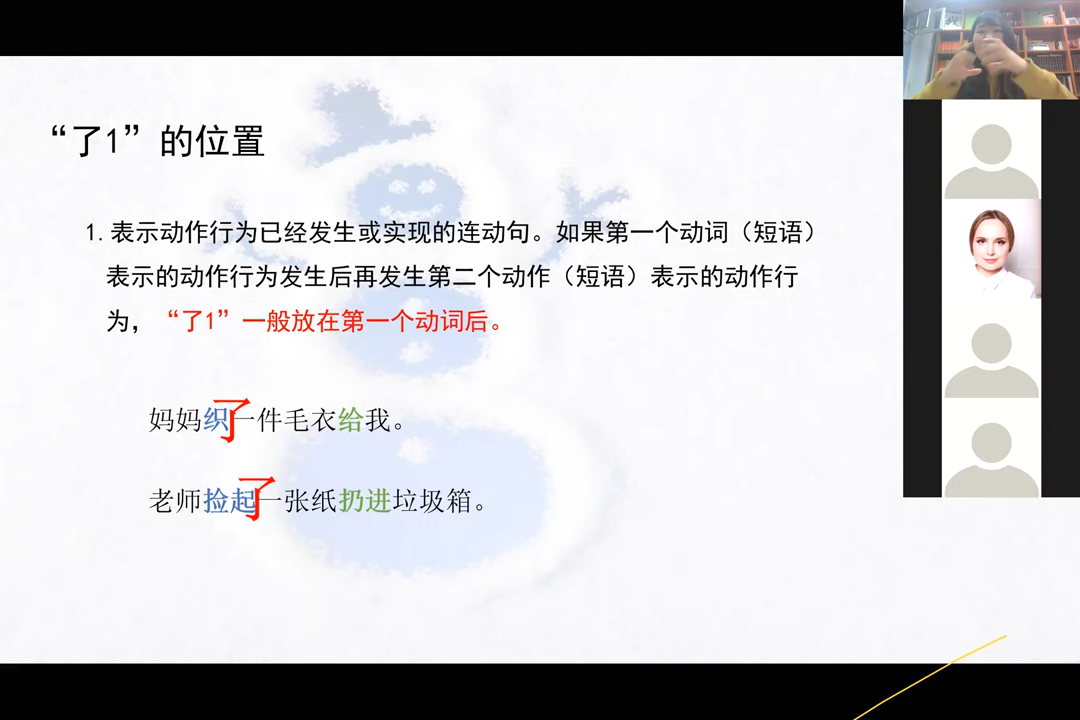 “了1”的位置
1.表示动作行为已经发生或实现的连动句。如果第一个动词（短语）
表示的动作行为发生后再发生第二个动作（短语）表示的动作行
为，“了1”一般放在第一个动词后。
妈妈织了一件毛衣给我。
老师捡起了一张纸扔进垃圾箱。